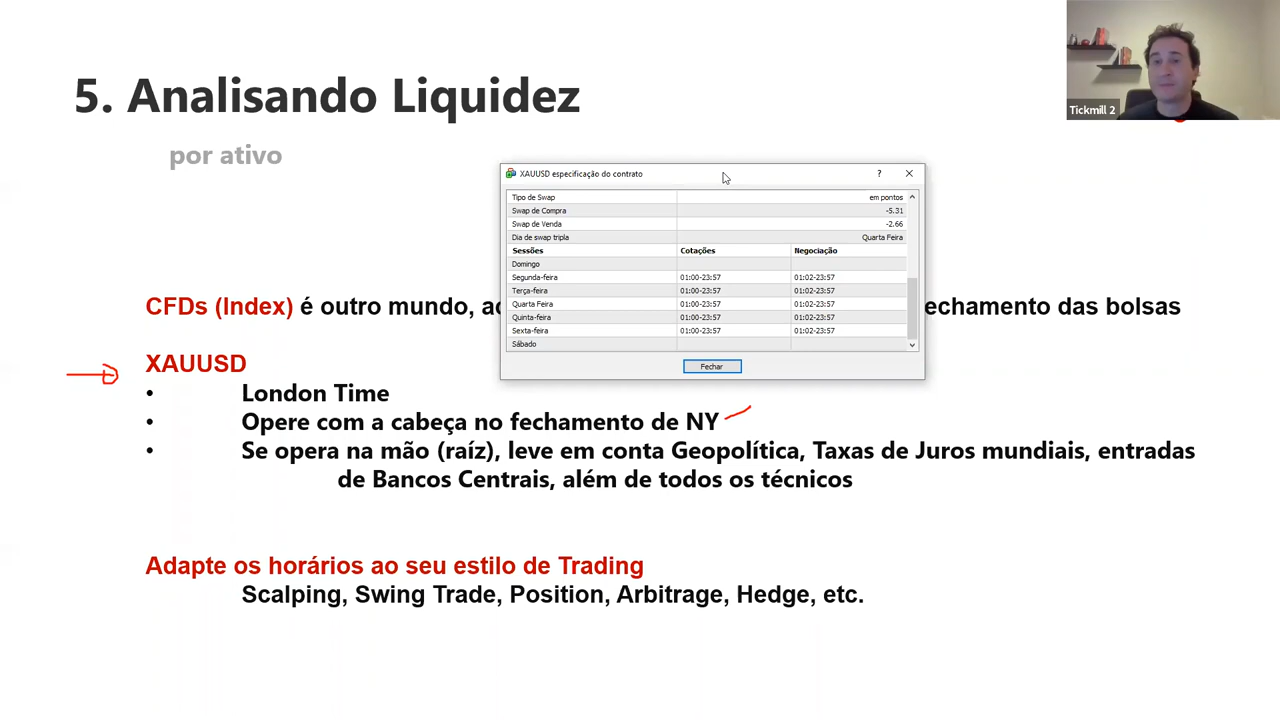 5. Analisando Liquidez
por ativo
Tickmill 2
XAUUSD especificação do contrato
?
Tipo de Swap em pontos
Swap de Compra -5.31
Swap de Venda -2.66
Dia de swap tripla Quarta Feira
Sessões Cotações Negociação
Domingo
Segunda-feira 01:00-23:57 01:02-23:57
Terça-feira 01:00-23:57 01:02-23:57
Quarta Feira 01:00-23:57 01:02-23:57
Quinta-feira 01:00-23:57 01:02-23:57
Sexta-feira 01:00-23:57 01:02-23:57
Sábado
Fechar
CFDs (Index) é outro mundo, echamento das bolsas
XAUUSD
• London Time
• Opere com a cabeça no fechamento de NY
• Se opera na mão (raíz), leve em conta Geopolítica, Taxas de Juros mundiais, entradas
de Bancos Centrais, além de todos os técnicos
Adapte os horários ao seu estilo de Trading
Scalping, Swing Trade, Position, Arbitrage, Hedge, etc.